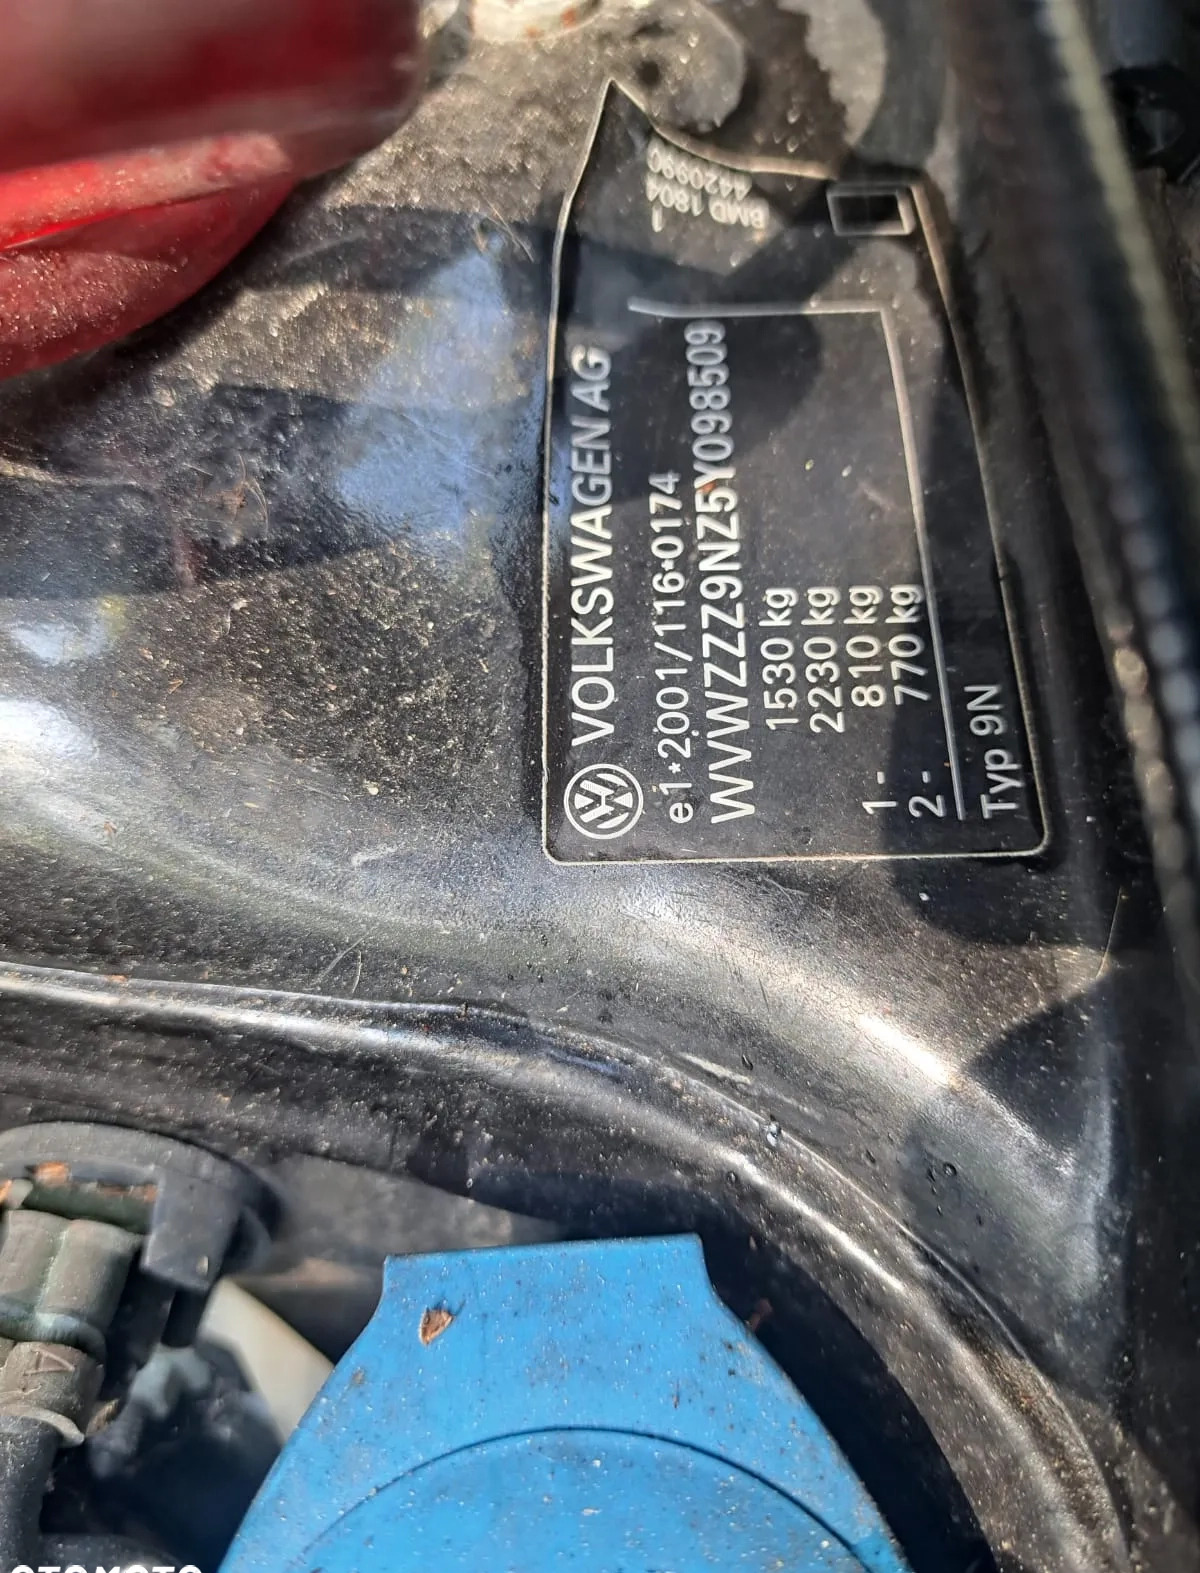 VOLKSWAGEN AG
e1*2001/116*0174
WVWZZZ9NZ5Y098509
1530 kg
2230 kg
1- 810 kg
2- 770 kg
Typ 9N
1
BMD 1804
4420990
OTOMOTO